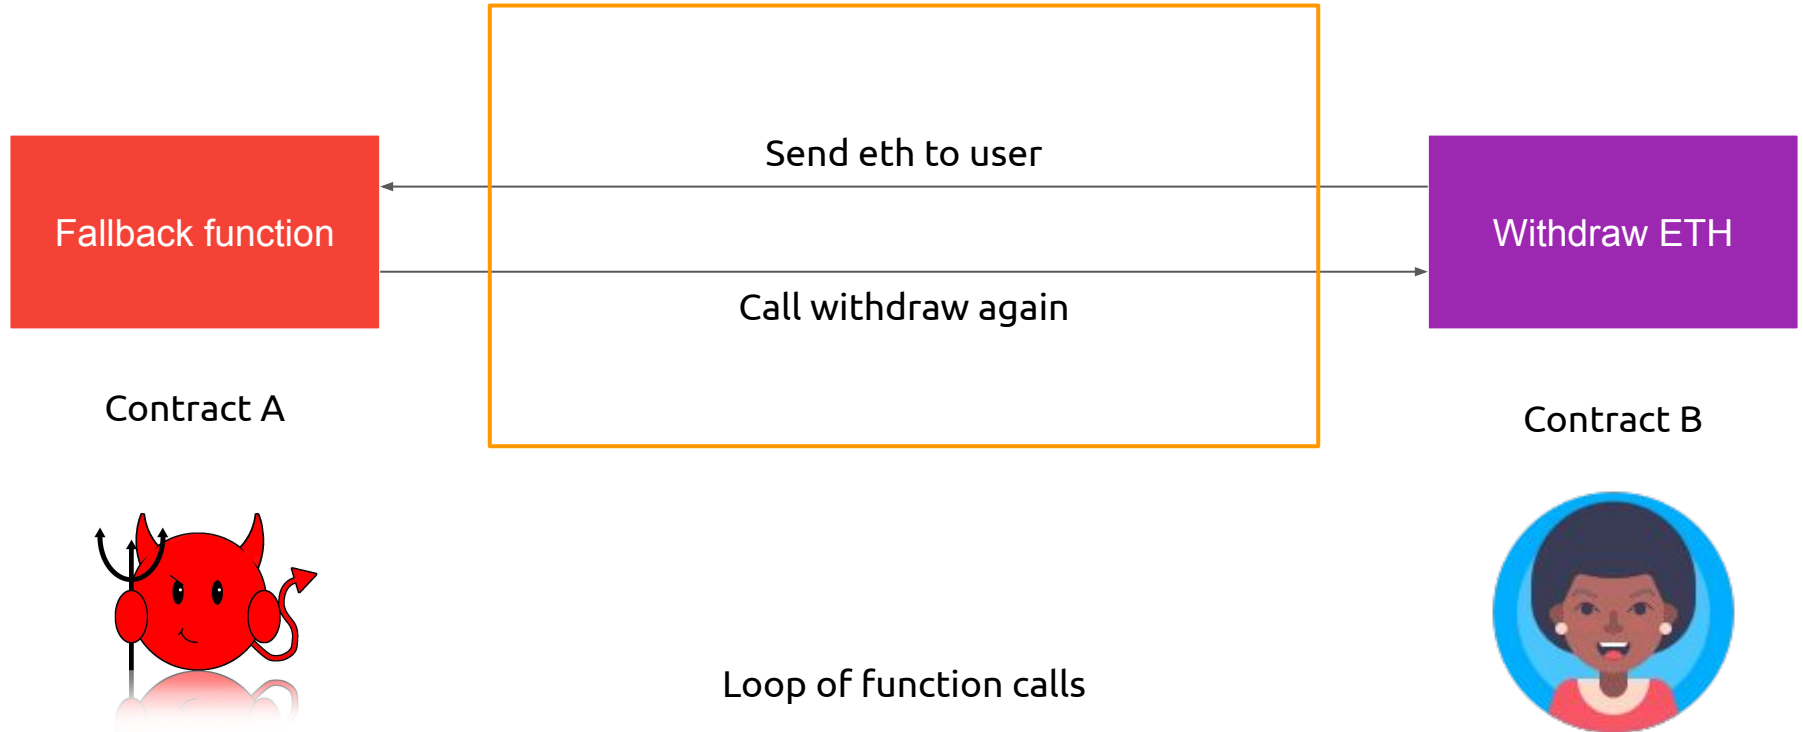 Send eth to user
Fallback function
Withdraw ETH
Call withdraw again
Contract A
Contract B
Loop of function calls